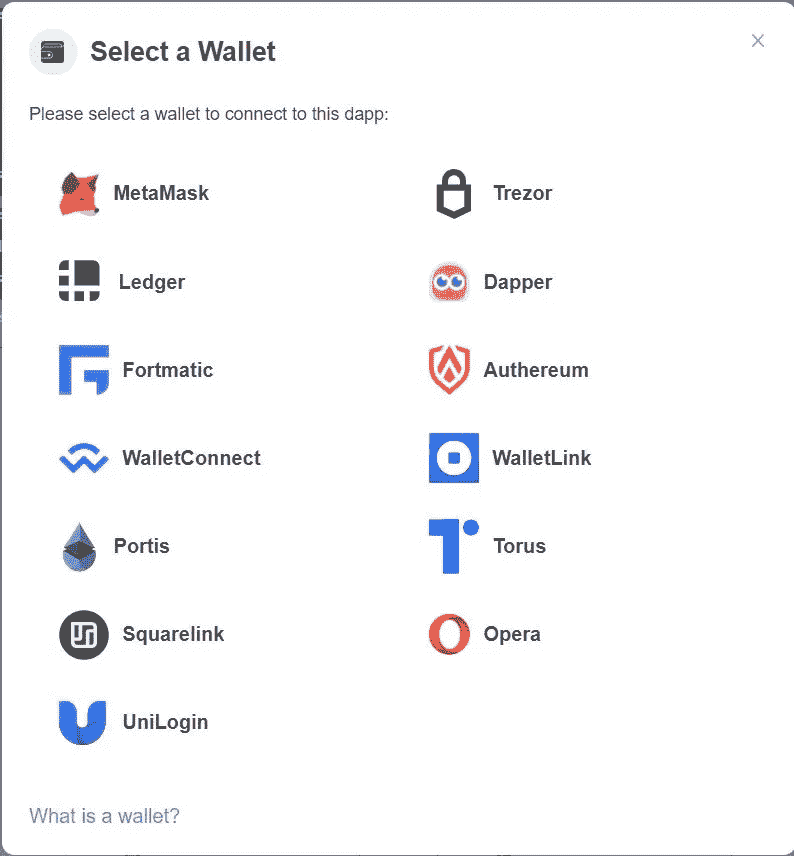 Select a Wallet
Please select a wallet to connect to this dapp:
MetaMask
Trezor
Ledger
Dapper
Fortmatic
Authereum
WalletConnect
WalletLink
Portis
Torus
Squarelink
Opera
UniLogin
What is a wallet?